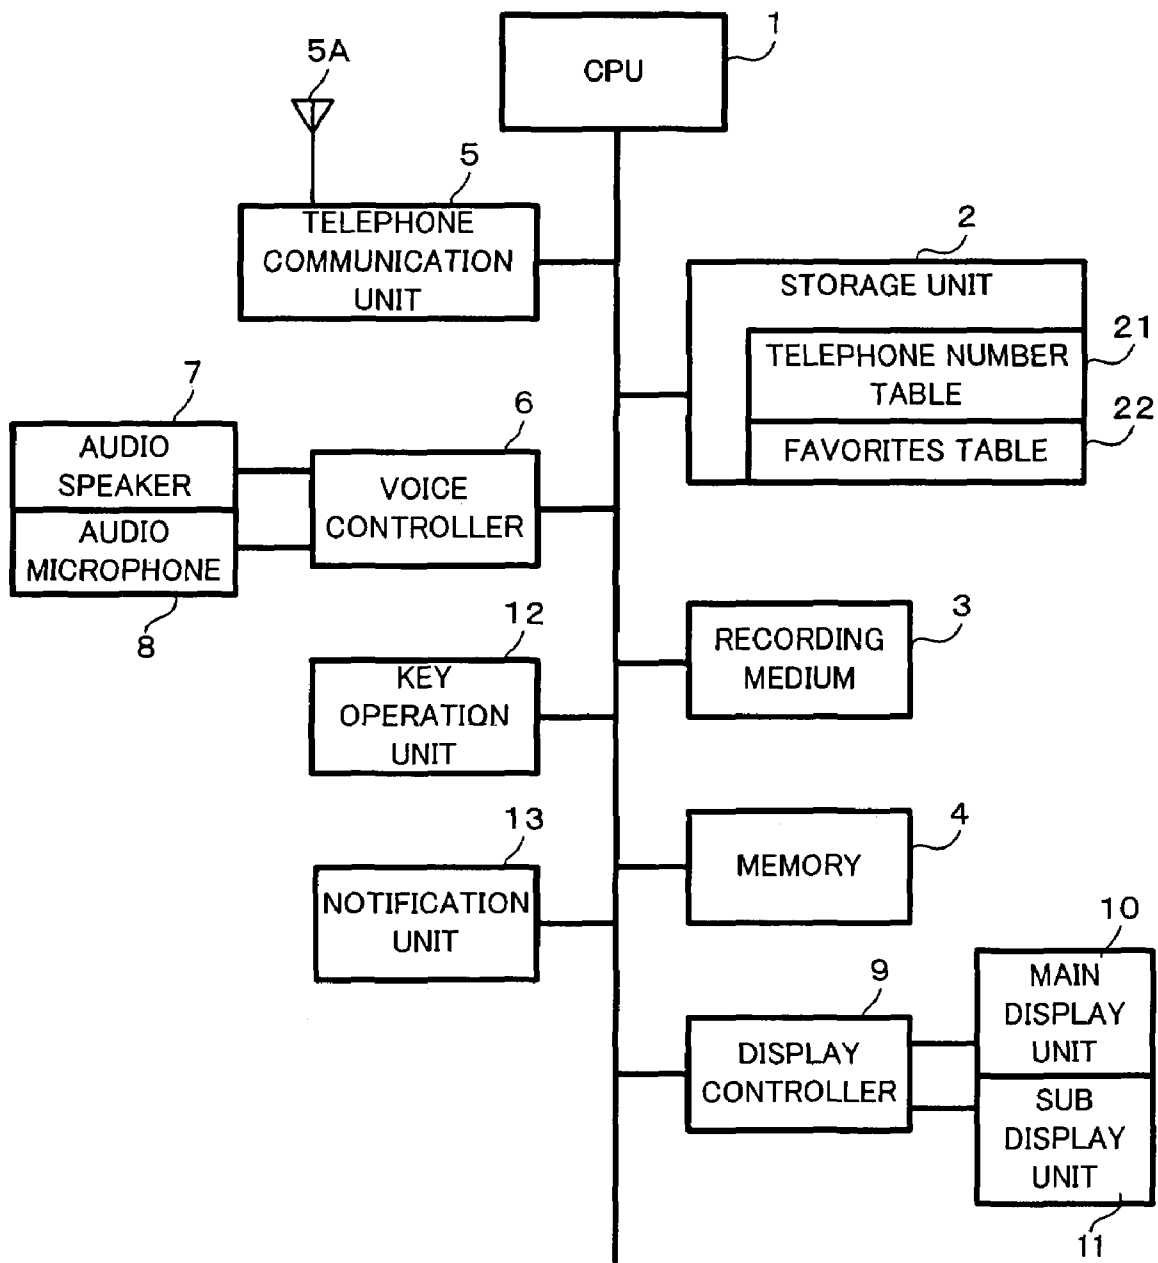 1
CPU
5A
5
TELEPHONE
COMMUNICATION
UNIT
2
STORAGE UNIT
21
TELEPHONE NUMBER
TABLE
22
FAVORITES TABLE
7
AUDIO
SPEAKER
AUDIO
MICROPHONE
8
6
VOICE
CONTROLLER
12
KEY
OPERATION
UNIT
3
RECORDING
MEDIUM
13
NOTIFICATION
UNIT
4
MEMORY
9
DISPLAY
CONTROLLER
10
MAIN
DISPLAY
UNIT
SUB
DISPLAY
UNIT
11